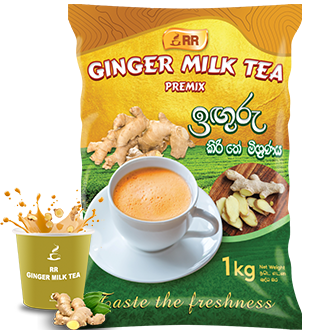 RR
GINGER MILK TEA
PREMIX
ඉඟුරු
කිරි තේ මිශ්‍රණය
1kg
Net Weight
RR
GINGER MILK TEA
Taste the freshness